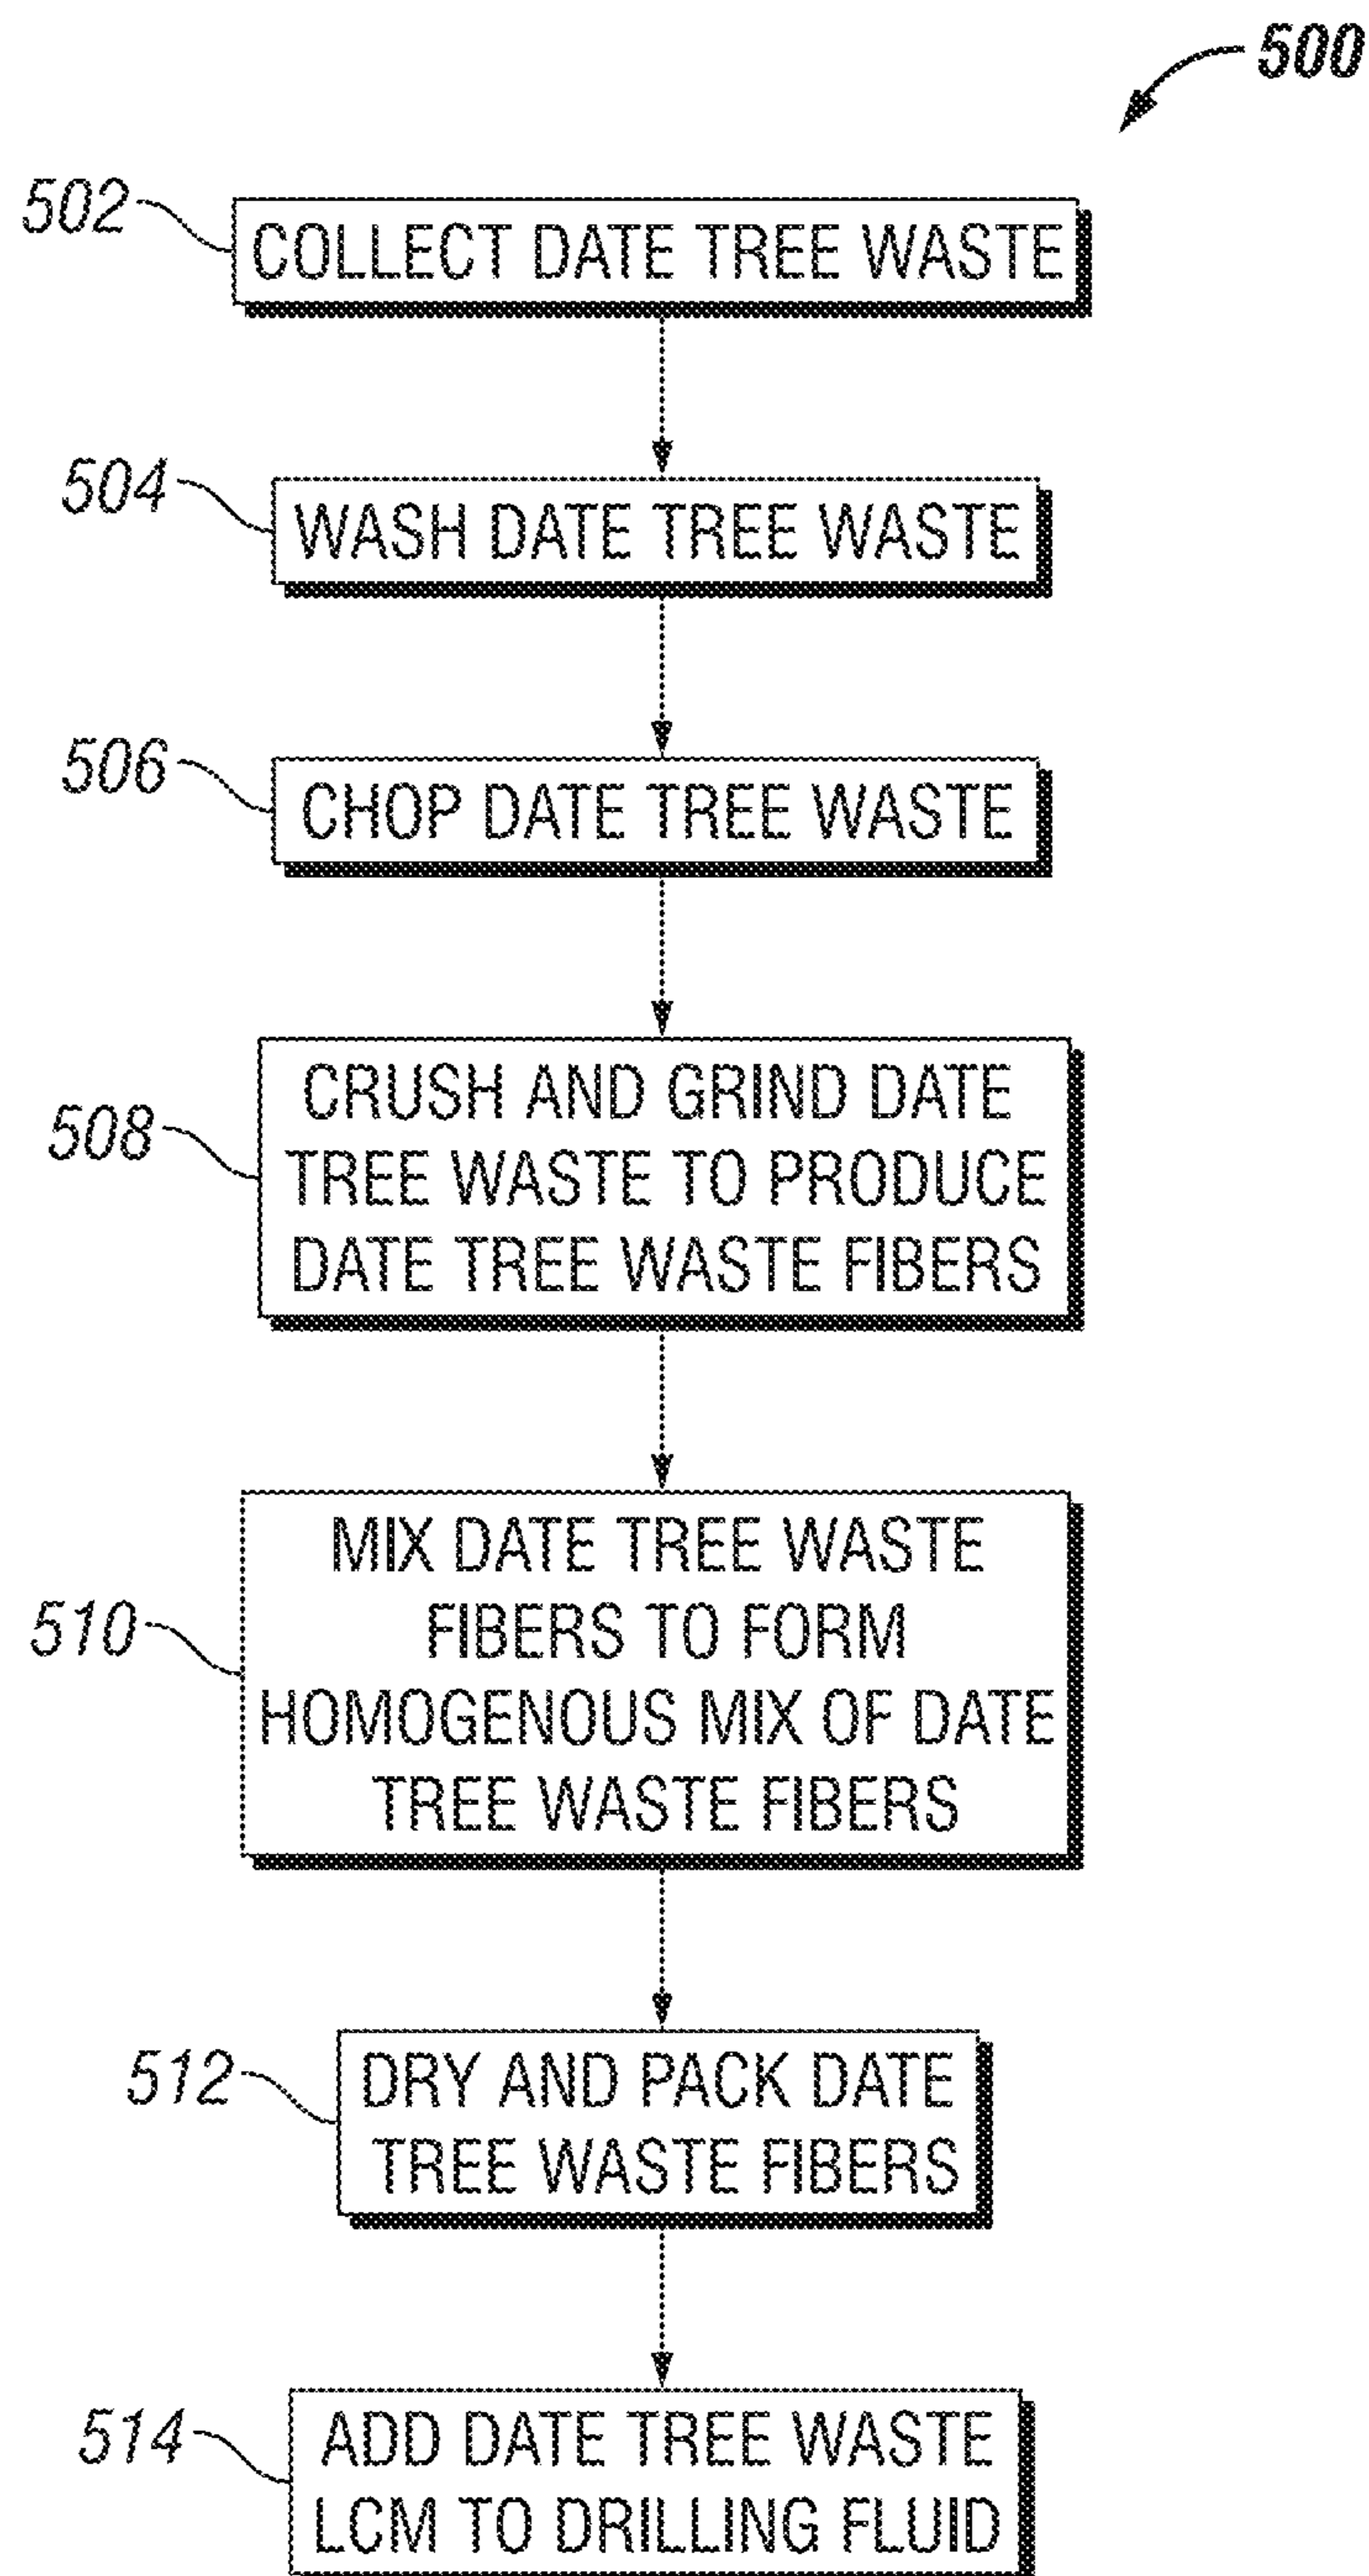 500
502
COLLECT DATE TREE WASTE
504
WASH DATE TREE WASTE
506
CHOP DATE TREE WASTE
508
CRUSH AND GRIND DATE
TREE WASTE TO PRODUCE
DATE TREE WASTE FIBERS
510
MIX DATE TREE WASTE
FIBERS TO FORM
HOMOGENOUS MIX OF DATE
TREE WASTE FIBERS
512
DRY AND PACK DATE
TREE WASTE FIBERS
514
ADD DATE TREE WASTE
LCM TO DRILLING FLUID